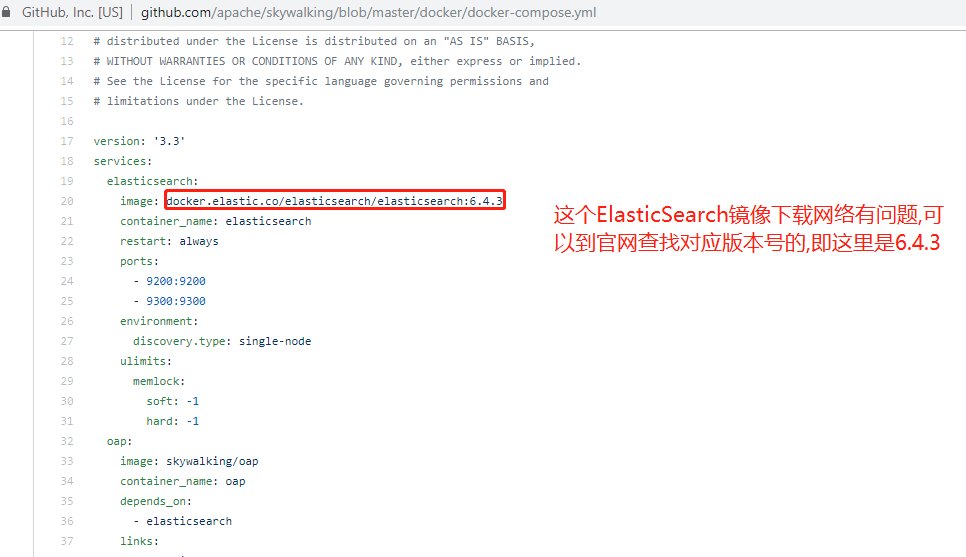 GitHub, Inc. [US] | github.com/apache/skywalking/blob/master/docker/docker-compose.yml
12 # distributed under the License is distributed on an "AS IS" BASIS,
13 # WITHOUT WARRANTIES OR CONDITIONS OF ANY KIND, either express or implied.
14 # See the License for the specific language governing permissions and
15 # limitations under the License.
16
17 version: '3.3'
18 services:
19 elasticsearch:
20 image: docker.elastic.co/elasticsearch/elasticsearch:6.4.3
21 container_name: elasticsearch
22 restart: always
23 ports:
24 - 9200:9200
25 - 9300:9300
26 environment:
27 discovery.type: single-node
28 ulimits:
29 memlock:
30 soft: -1
31 hard: -1
32 oap:
33 image: skywalking/oap
34 container_name: oap
35 depends_on:
36 - elasticsearch
37 links:
这个ElasticSearch镜像下载网络有问题,可
以到官网查找对应版本号的,即这里是6.4.3